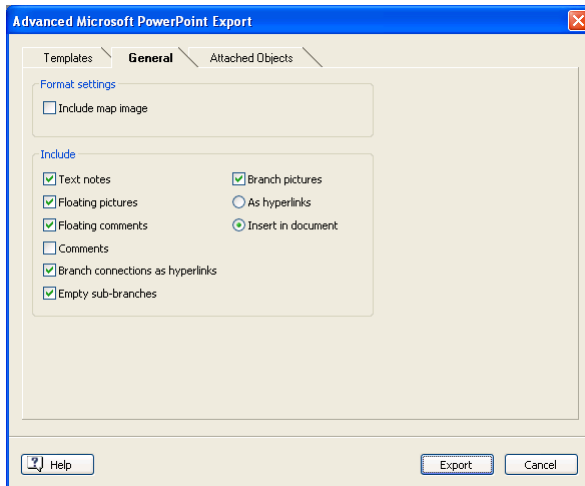 Advanced Microsoft PowerPoint Export
Templates General Attached Objects
Format settings
Include map image
Include
Text notes Branch pictures
Floating pictures As hyperlinks
Floating comments Insert in document
Comments
Branch connections as hyperlinks
Empty sub-branches
Help Export Cancel